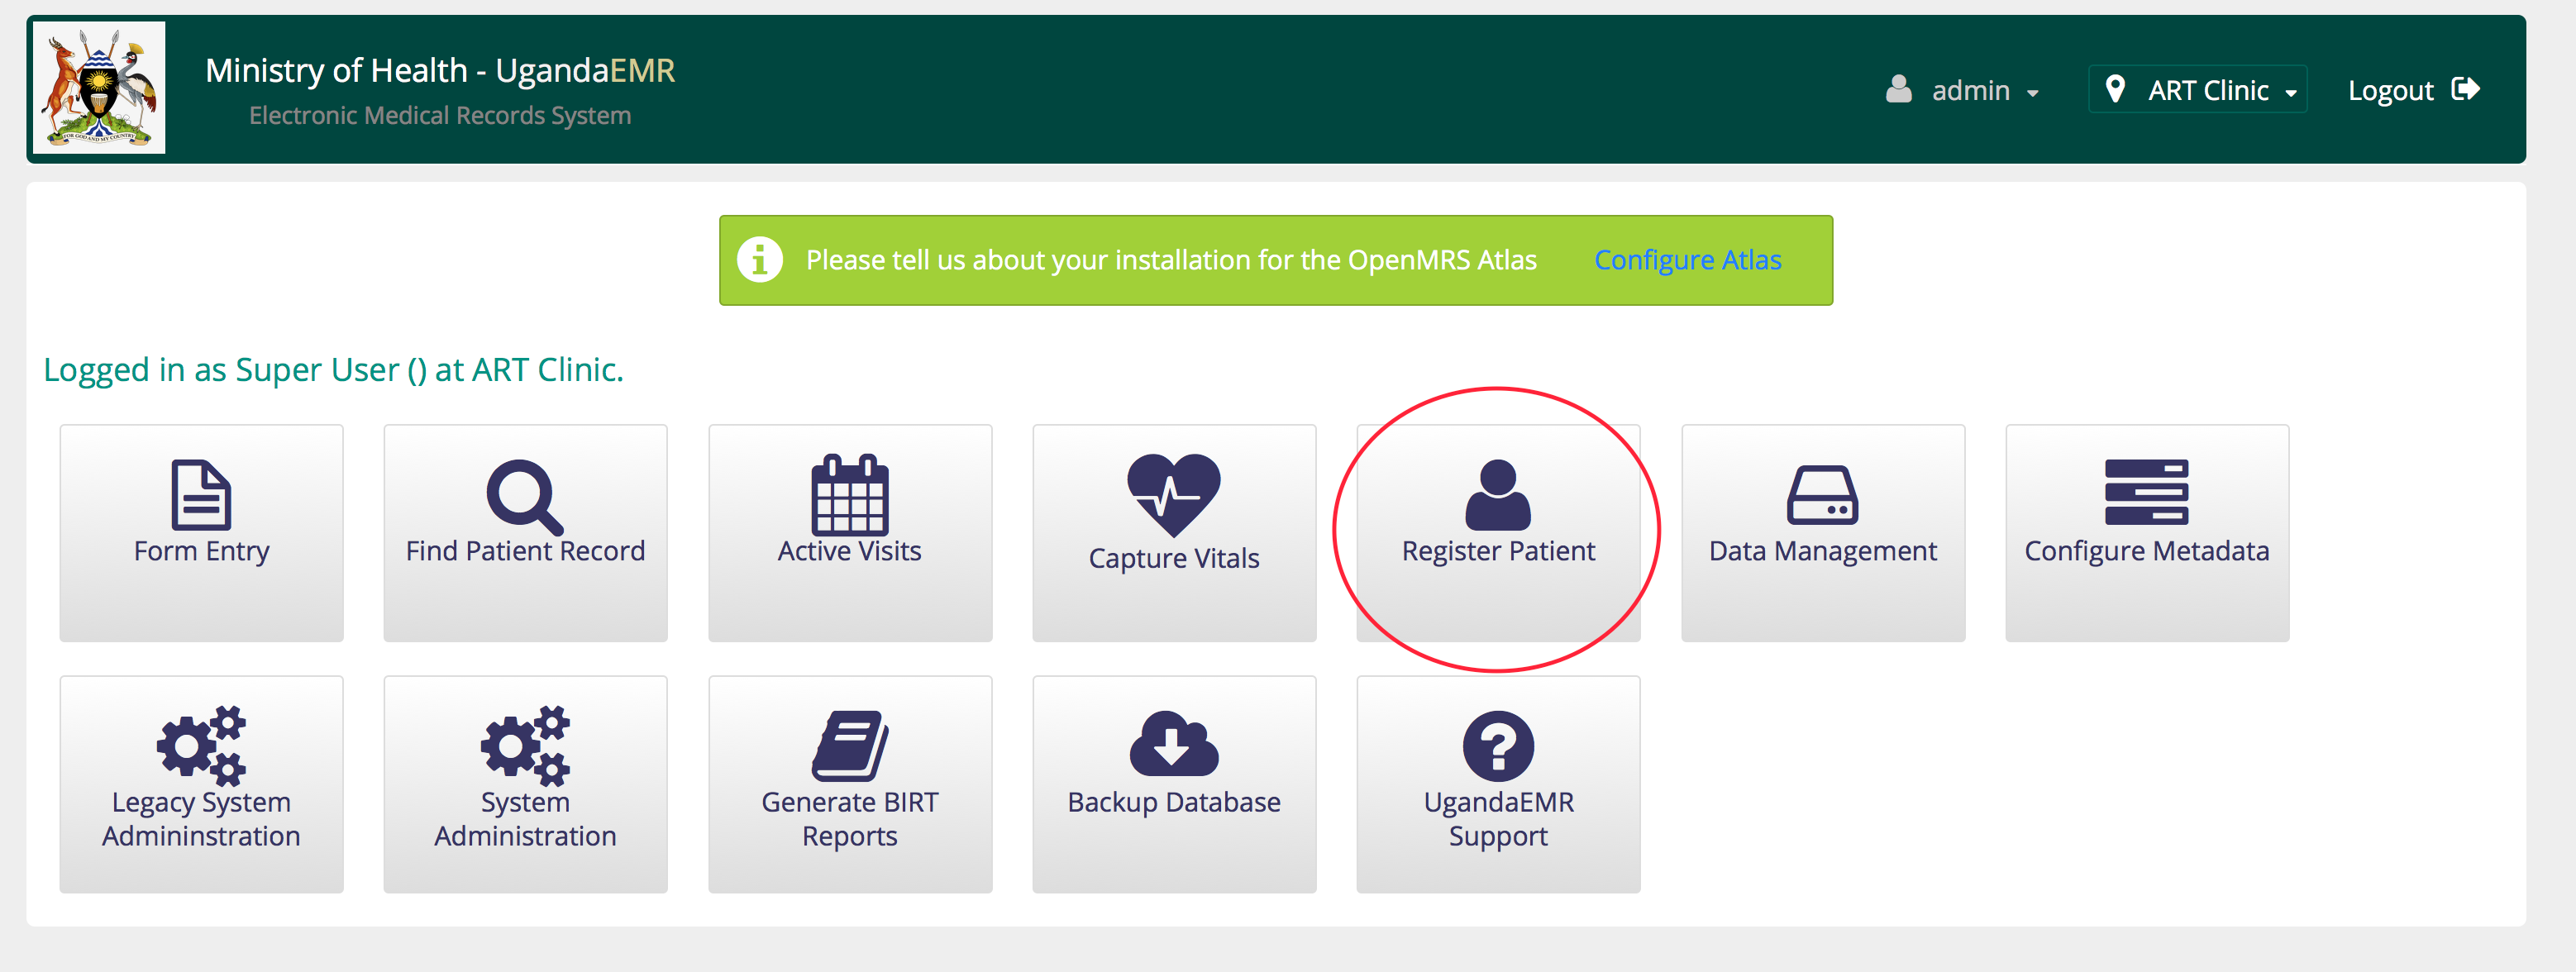 Ministry of Health - UgandaEMR
Electronic Medical Records System
admin
ART Clinic
Logout
FOR GOD AND MY COUNTRY
Please tell us about your installation for the OpenMRS Atlas Configure Atlas
Logged in as Super User () at ART Clinic.
Form Entry
Find Patient Record
Active Visits
Capture Vitals
Register Patient
Data Management
Configure Metadata
Legacy System
Admininstration
System
Administration
Generate BIRT
Reports
Backup Database
UgandaEMR
Support